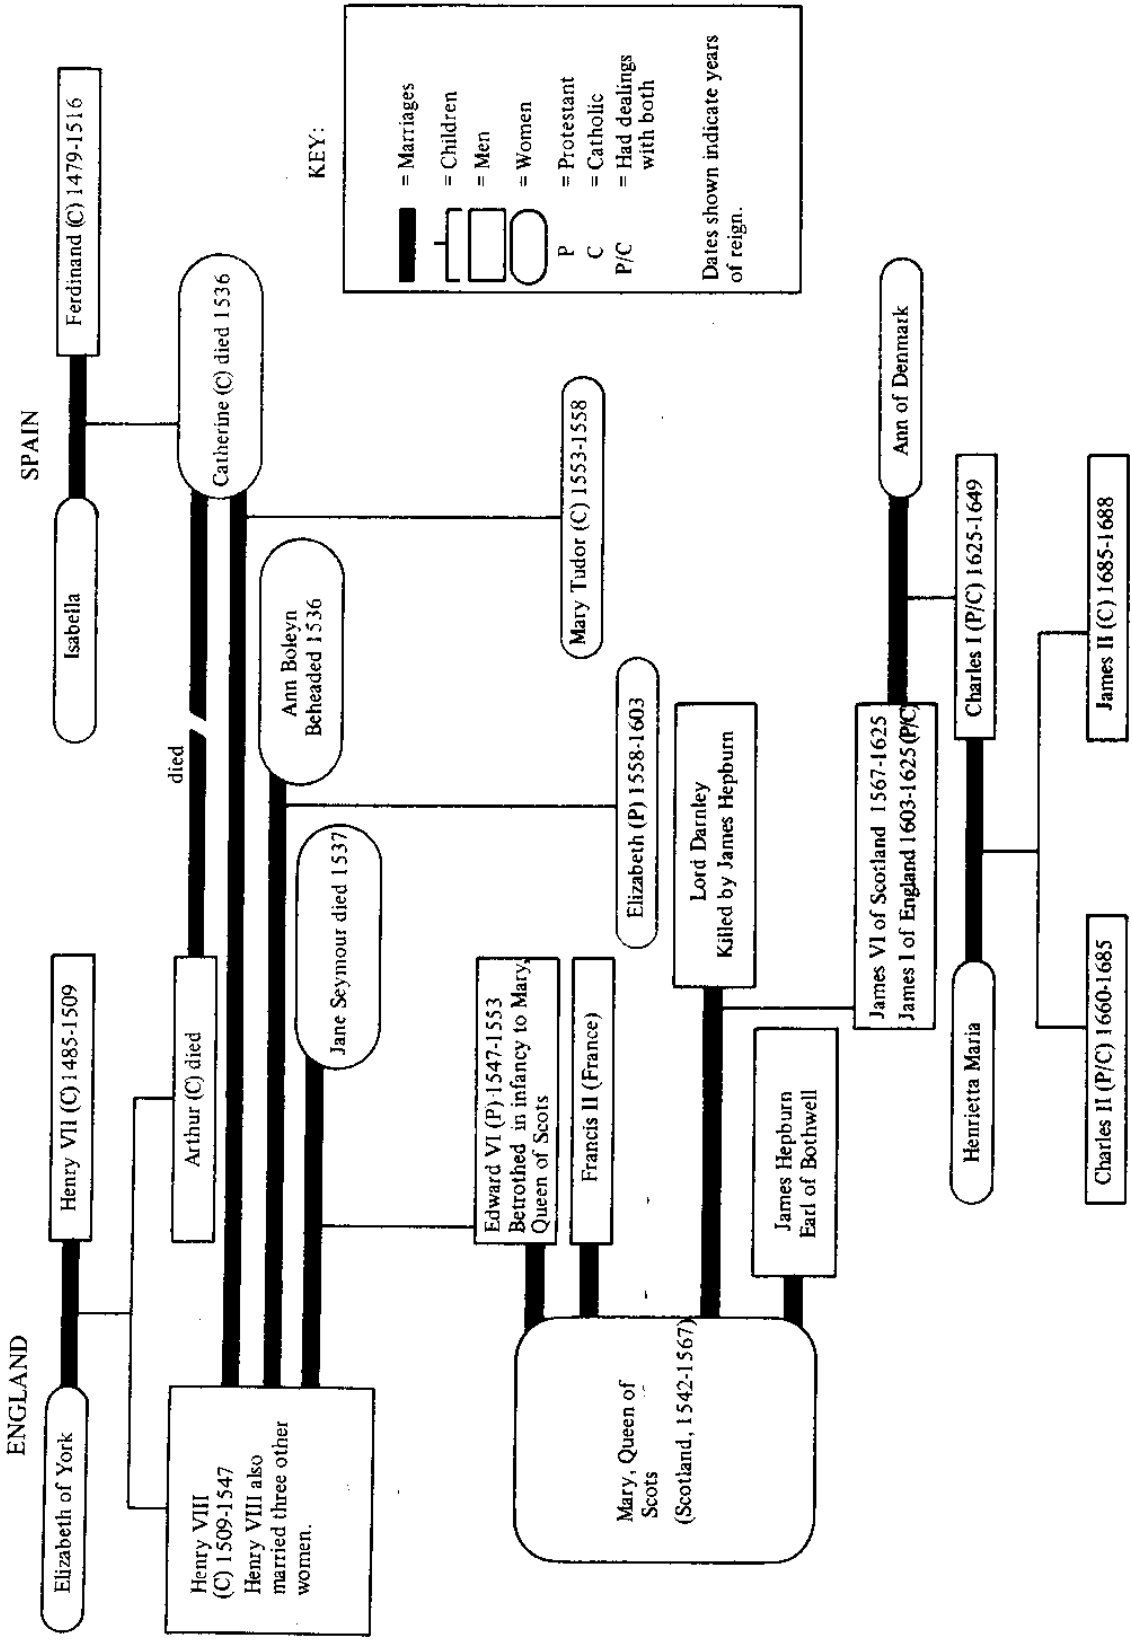 ENGLAND
SPAIN
Elizabeth of York
Henry VII (C) 1485-1509
Isabella
Ferdinand (C) 1479-1516
Henry VIII
(C) 1509-1547
Henry VIII also
married three other
women.
Arthur (C) died
died
Catherine (C) died 1536
Ann Boleyn
Beheaded 1536
Jane Seymour died 1537
Edward VI (P) 1547-1553
Betrothed in infancy to Mary,
Queen of Scots
Francis II (France)
Mary Tudor (C) 1553-1558
Elizabeth (P) 1558-1603
Mary, Queen of
Scots
(Scotland, 1542-1567)
Lord Darnley
Killed by James Hepburn
James Hepburn
Earl of Bothwell
James VI of Scotland 1567-1625
James I of England 1603-1625 (P/C)
Ann of Denmark
Henrietta Maria
Charles I (P/C) 1625-1649
Charles II (P/C) 1660-1685
James II (C) 1685-1688
KEY:
= Marriages
= Children
= Men
= Women
P = Protestant
C = Catholic
P/C = Had dealings
with both
Dates shown indicate years
of reign.